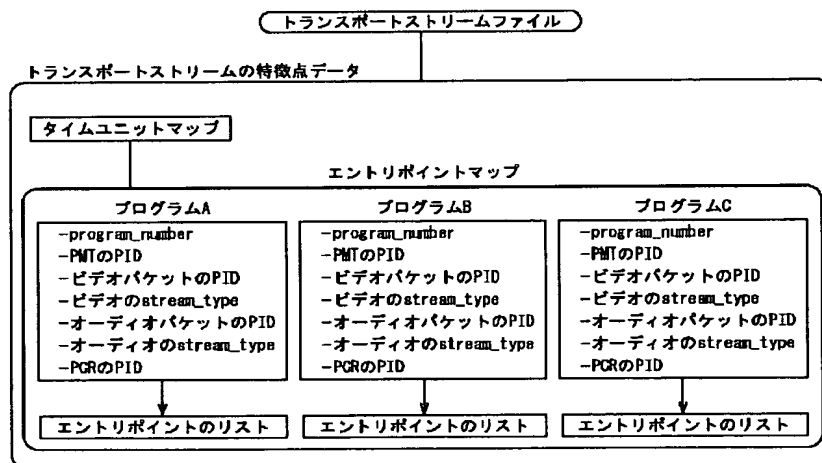 トランスポートストリームファイル
トランスポートストリームの特徴点データ
タイムユニットマップ
エントリポイントマップ
プログラムA
-program_number
-PMTのPID
-ビデオパケットのPID
-ビデオのstream_type
-オーディオパケットのPID
-オーディオのstream_type
-PCRのPID
エントリポイントのリスト
プログラムB
-program_number
-PMTのPID
-ビデオパケットのPID
-ビデオのstream_type
-オーディオパケットのPID
-オーディオのstream_type
-PCRのPID
エントリポイントのリスト
プログラムC
-program_number
-PMTのPID
-ビデオパケットのPID
-ビデオのstream_type
-オーディオパケットのPID
-オーディオのstream_type
-PCRのPID
エントリポイントのリスト